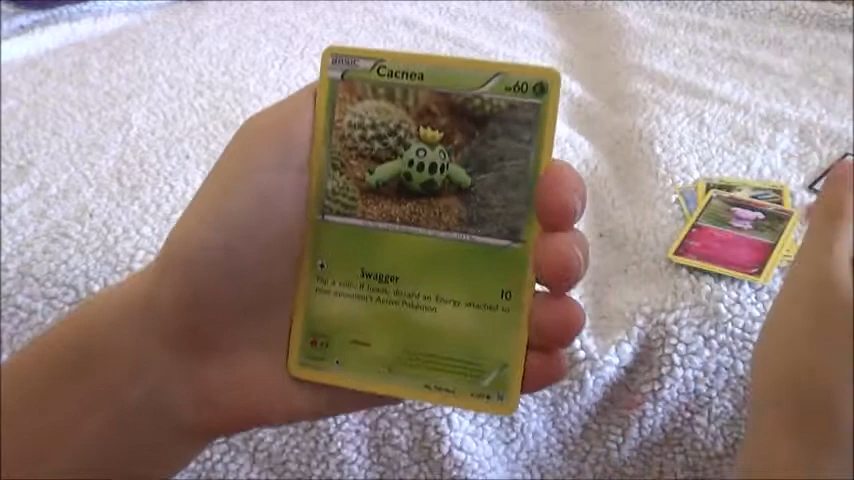 BASIC Cacnea HP60
Swagger 10
Flip a coin. If heads, discard an Energy attached to
your opponent's Active Pokémon.